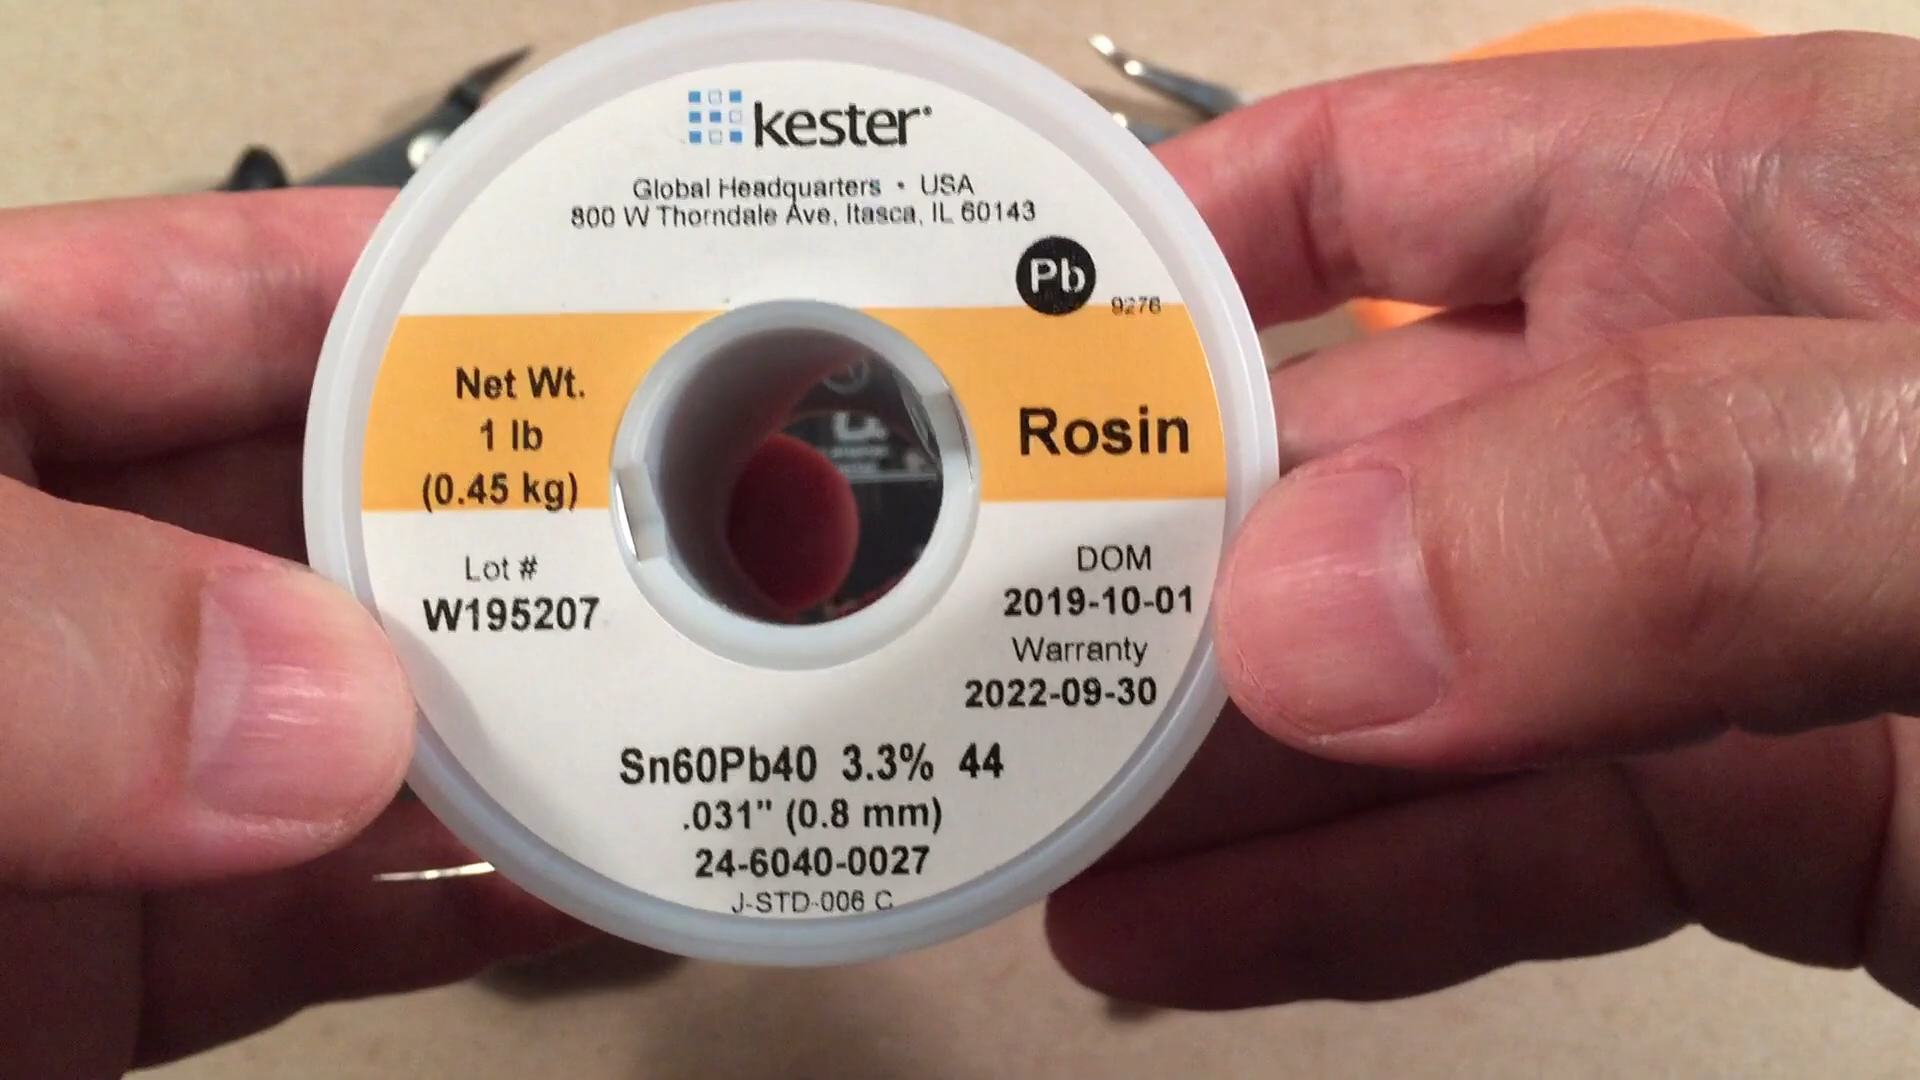 kester
Global Headquarters • USA
800 W Thorndale Ave, Itasca, IL 60143
Pb
9276
Net Wt.
1 lb
(0.45 kg)
Rosin
Lot #
W195207
DOM
2019-10-01
Warranty
2022-09-30
Sn60Pb40 3.3% 44
.031" (0.8 mm)
24-6040-0027
J-STD-006 C